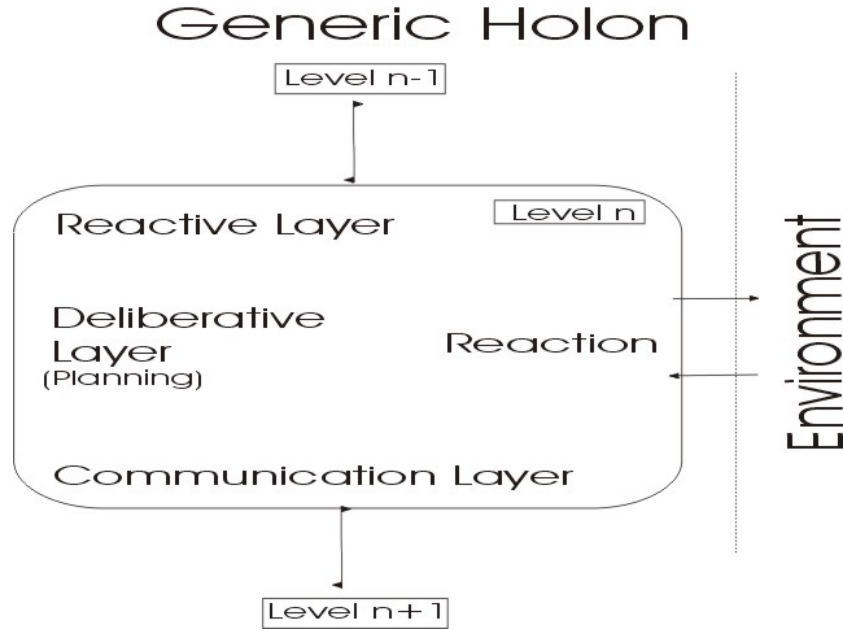 Generic Holon
Level n-1
Reactive Layer
Level n
Deliberative
Layer
(Planning)
Reaction
Environment
Communication Layer
Level n+1